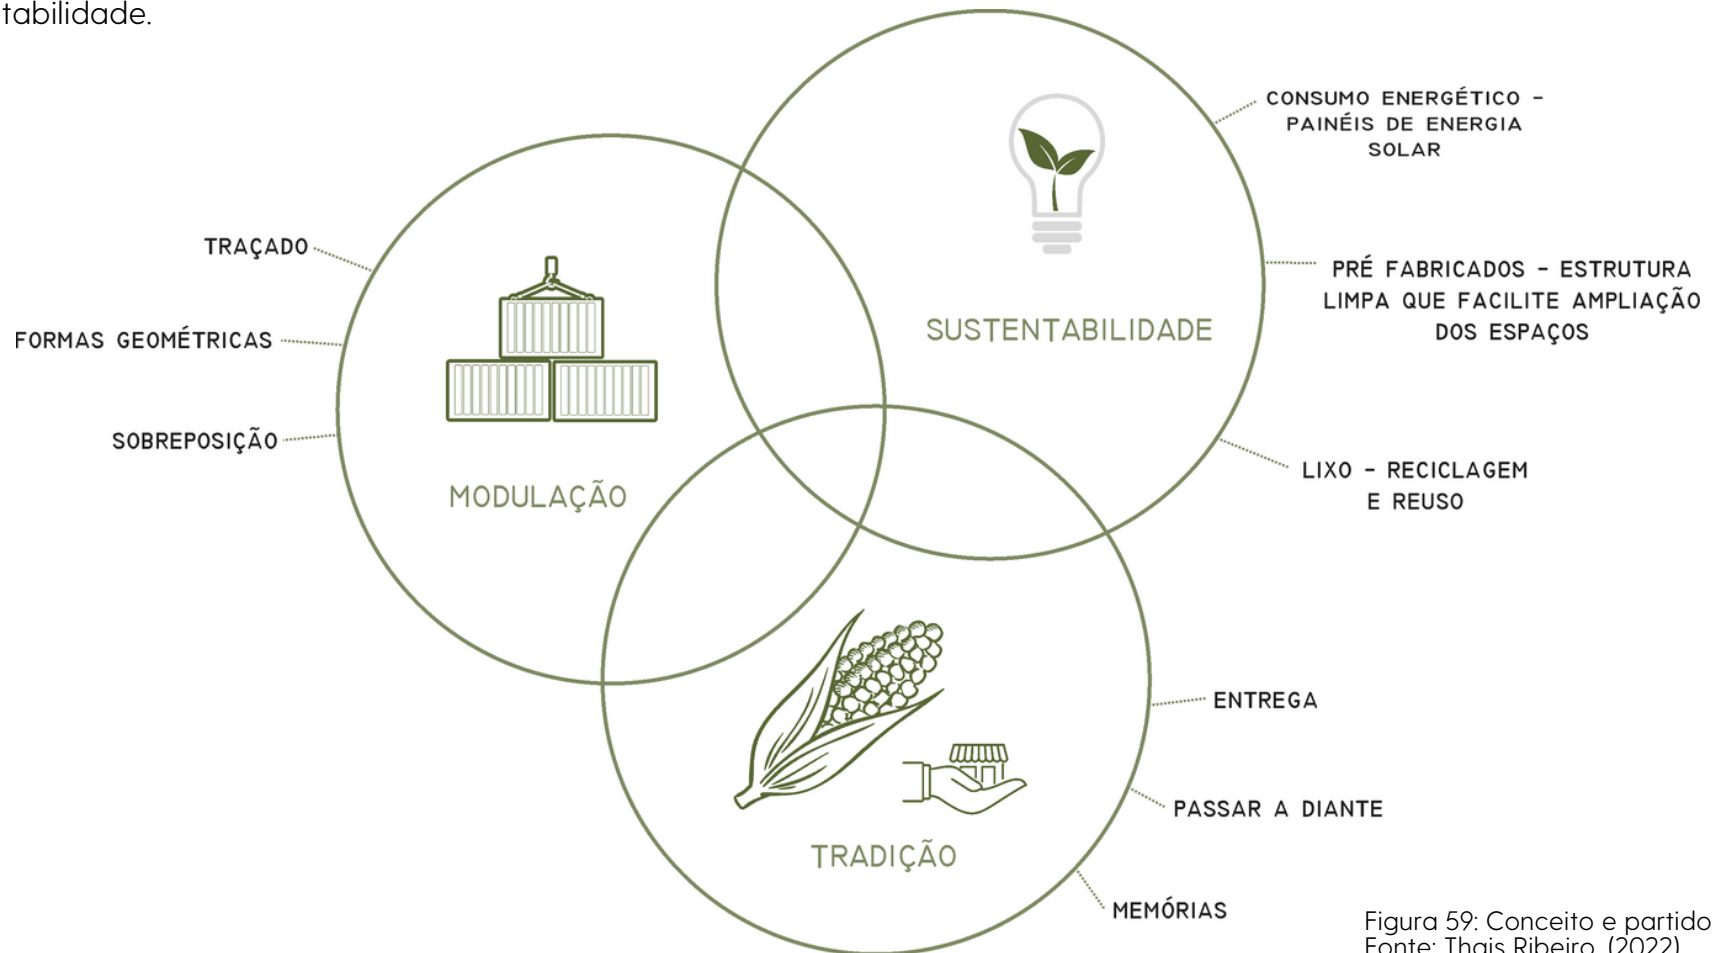 tabilidade.
CONSUMO ENERGÉTICO -
PAINÉIS DE ENERGIA
SOLAR
TRAÇADO
FORMAS GEOMÉTRICAS
SOBREPOSIÇÃO
MODULAÇÃO
SUSTENTABILIDADE
PRÉ FABRICADOS - ESTRUTURA
LIMPA QUE FACILITE AMPLIAÇÃO
DOS ESPAÇOS
LIXO - RECICLAGEM
E REUSO
TRADIÇÃO
ENTREGA
PASSAR A DIANTE
MEMÓRIAS
Figura 59: Conceito e partido
Fonte: Thais Ribeiro, (2022)